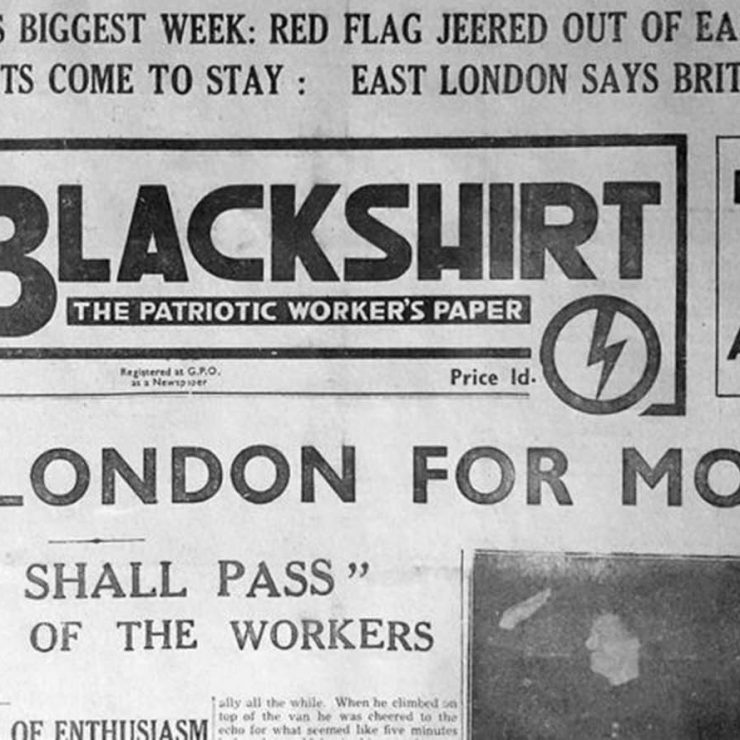 S BIGGEST WEEK: RED FLAG JEERED OUT OF EA
TS COME TO STAY : EAST LONDON SAYS BRIT
BLACKSHIRT
THE PATRIOTIC WORKER'S PAPER
Registered at G.P.O.
as a Newspaper
Price 1d.
LONDON FOR MO
SHALL PASS"
OF THE WORKERS
OF ENTHUSIASM
ally all the while. When he climbed on
top of the van he was cheered to the
echo for what seemed like five minutes